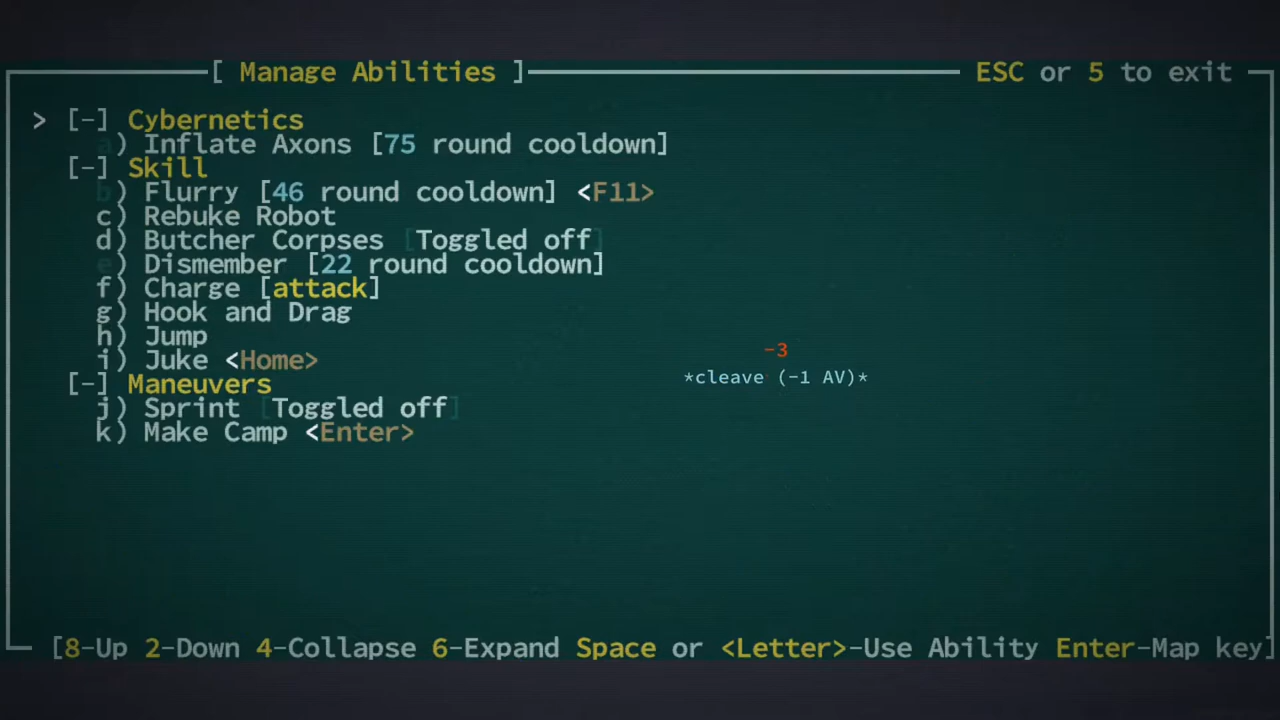 [ Manage Abilities ] ESC or 5 to exit
> [-] Cybernetics
a) Inflate Axons [75 round cooldown]
[-] Skill
b) Flurry [46 round cooldown] <F11>
c) Rebuke Robot
d) Butcher Corpses [Toggled off]
e) Dismember [22 round cooldown]
f) Charge [attack]
g) Hook and Drag
h) Jump
-3
i) Juke <Home>
*cleave (-1 AV)*
[-] Maneuvers
j) Sprint [Toggled off]
k) Make Camp <Enter>
[8-Up 2-Down 4-Collapse 6-Expand Space or <Letter>-Use Ability Enter-Map key]